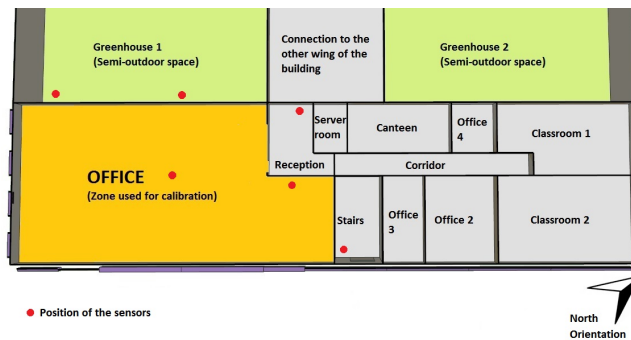 Greenhouse 1
(Semi-outdoor space)
Connection to the
other wing of the
building
Greenhouse 2
(Semi-outdoor space)
Server
room
Canteen
Office
4
Classroom 1
Reception
Corridor
OFFICE
(Zone used for calibration)
Stairs
Office
3
Office 2
Classroom 2
Position of the sensors
North
Orientation